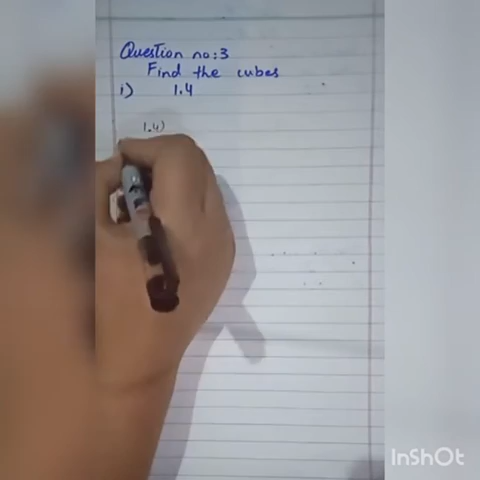 Question no:3
Find the cubes
i) 1.4
1.4)
InShOt